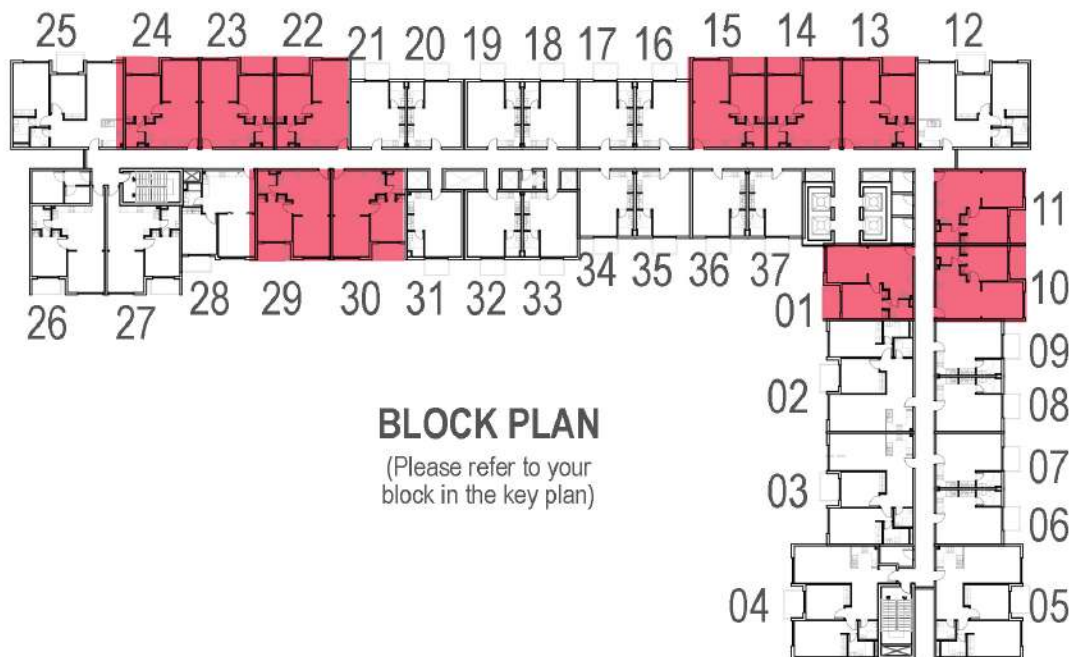 25 24 23 22 21 20 19 18 17 16 15 14 13 12
11
10
26 27 28 29 30 31 32 33 34 35 36 37 01
09
02 08
BLOCK PLAN
(Please refer to your
block in the key plan)
07
03
06
04 05